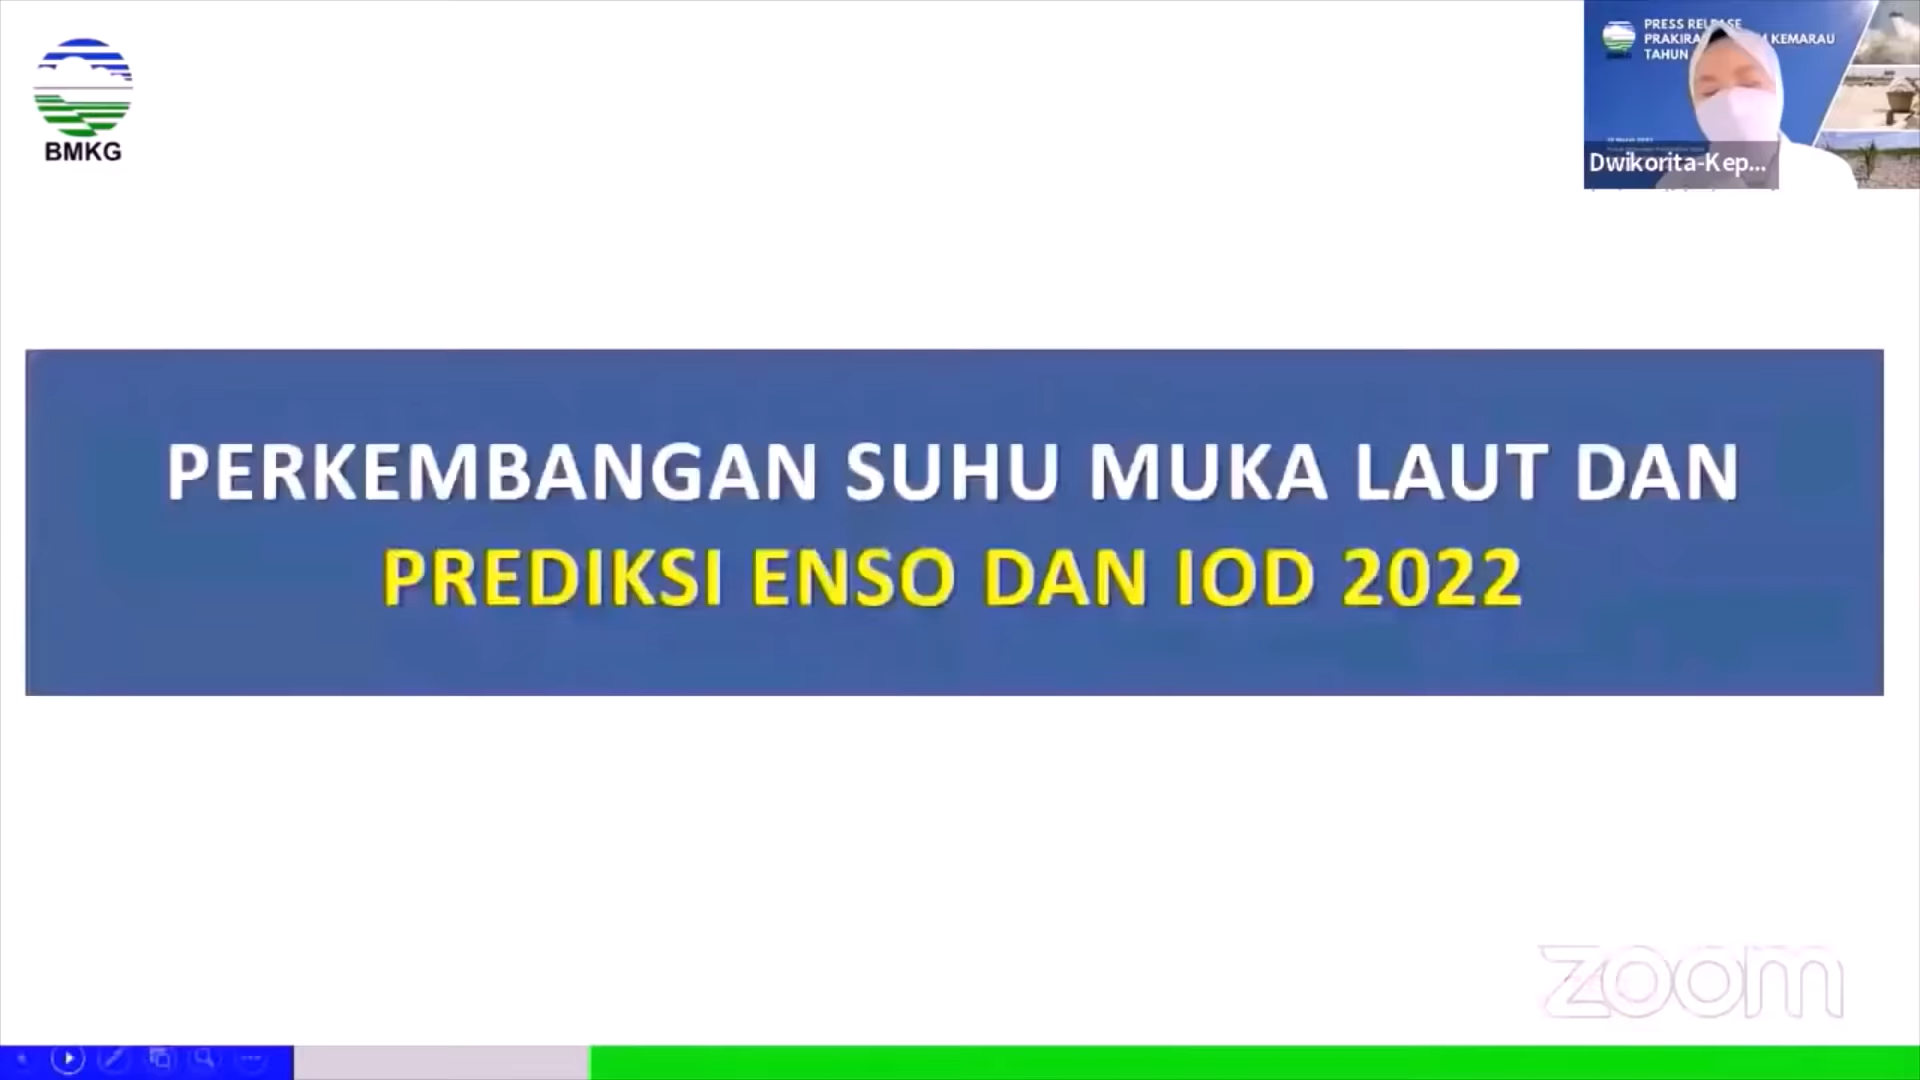 BMKG
PRESS RELEASE
KEMARAU
TAHUN
Dwikorita-Kep...
PERKEMBANGAN SUHU MUKA LAUT DAN
PREDIKSI ENSO DAN IOD 2022
zoom